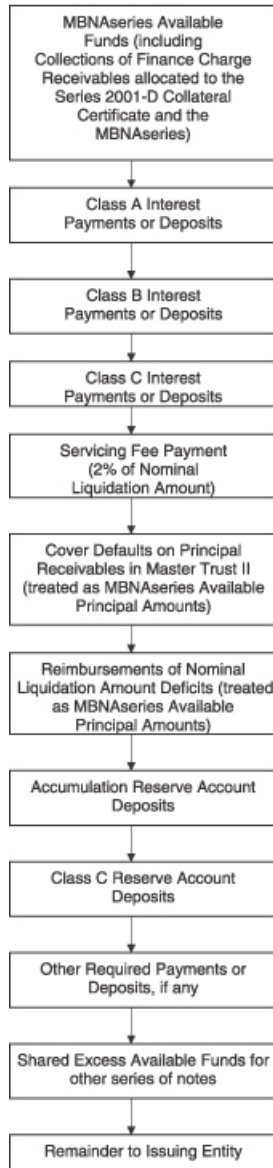 MBNAseries Available
Funds (including
Collections of Finance Charge
Receivables allocated to the
Series 2001-D Collateral
Certificate and the
MBNAseries)
Class A Interest
Payments or Deposits
Class B Interest
Payments or Deposits
Class C Interest
Payments or Deposits
Servicing Fee Payment
(2% of Nominal
Liquidation Amount)
Cover Defaults on Principal
Receivables in Master Trust II
(treated as MBNAseries Available
Principal Amounts)
Reimbursements of Nominal
Liquidation Amount Deficits (treated
as MBNAseries Available
Principal Amounts)
Accumulation Reserve Account
Deposits
Class C Reserve Account
Deposits
Other Required Payments or
Deposits, if any
Shared Excess Available Funds for
other series of notes
Remainder to Issuing Entity